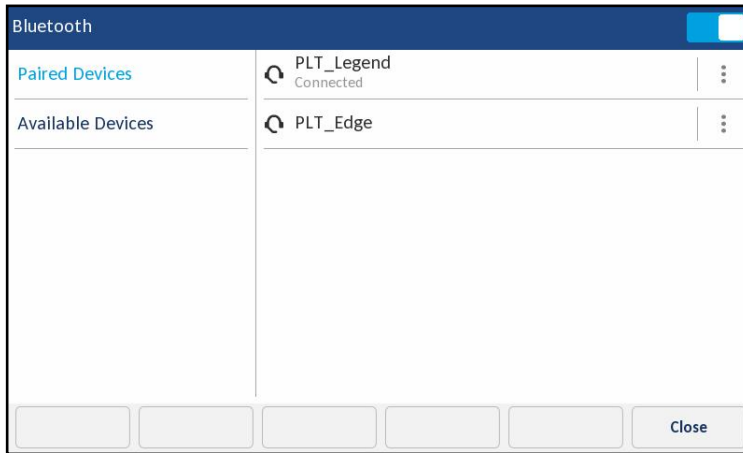 Bluetooth
Paired Devices
Available Devices
PLT_Legend
Connected
PLT_Edge
Close